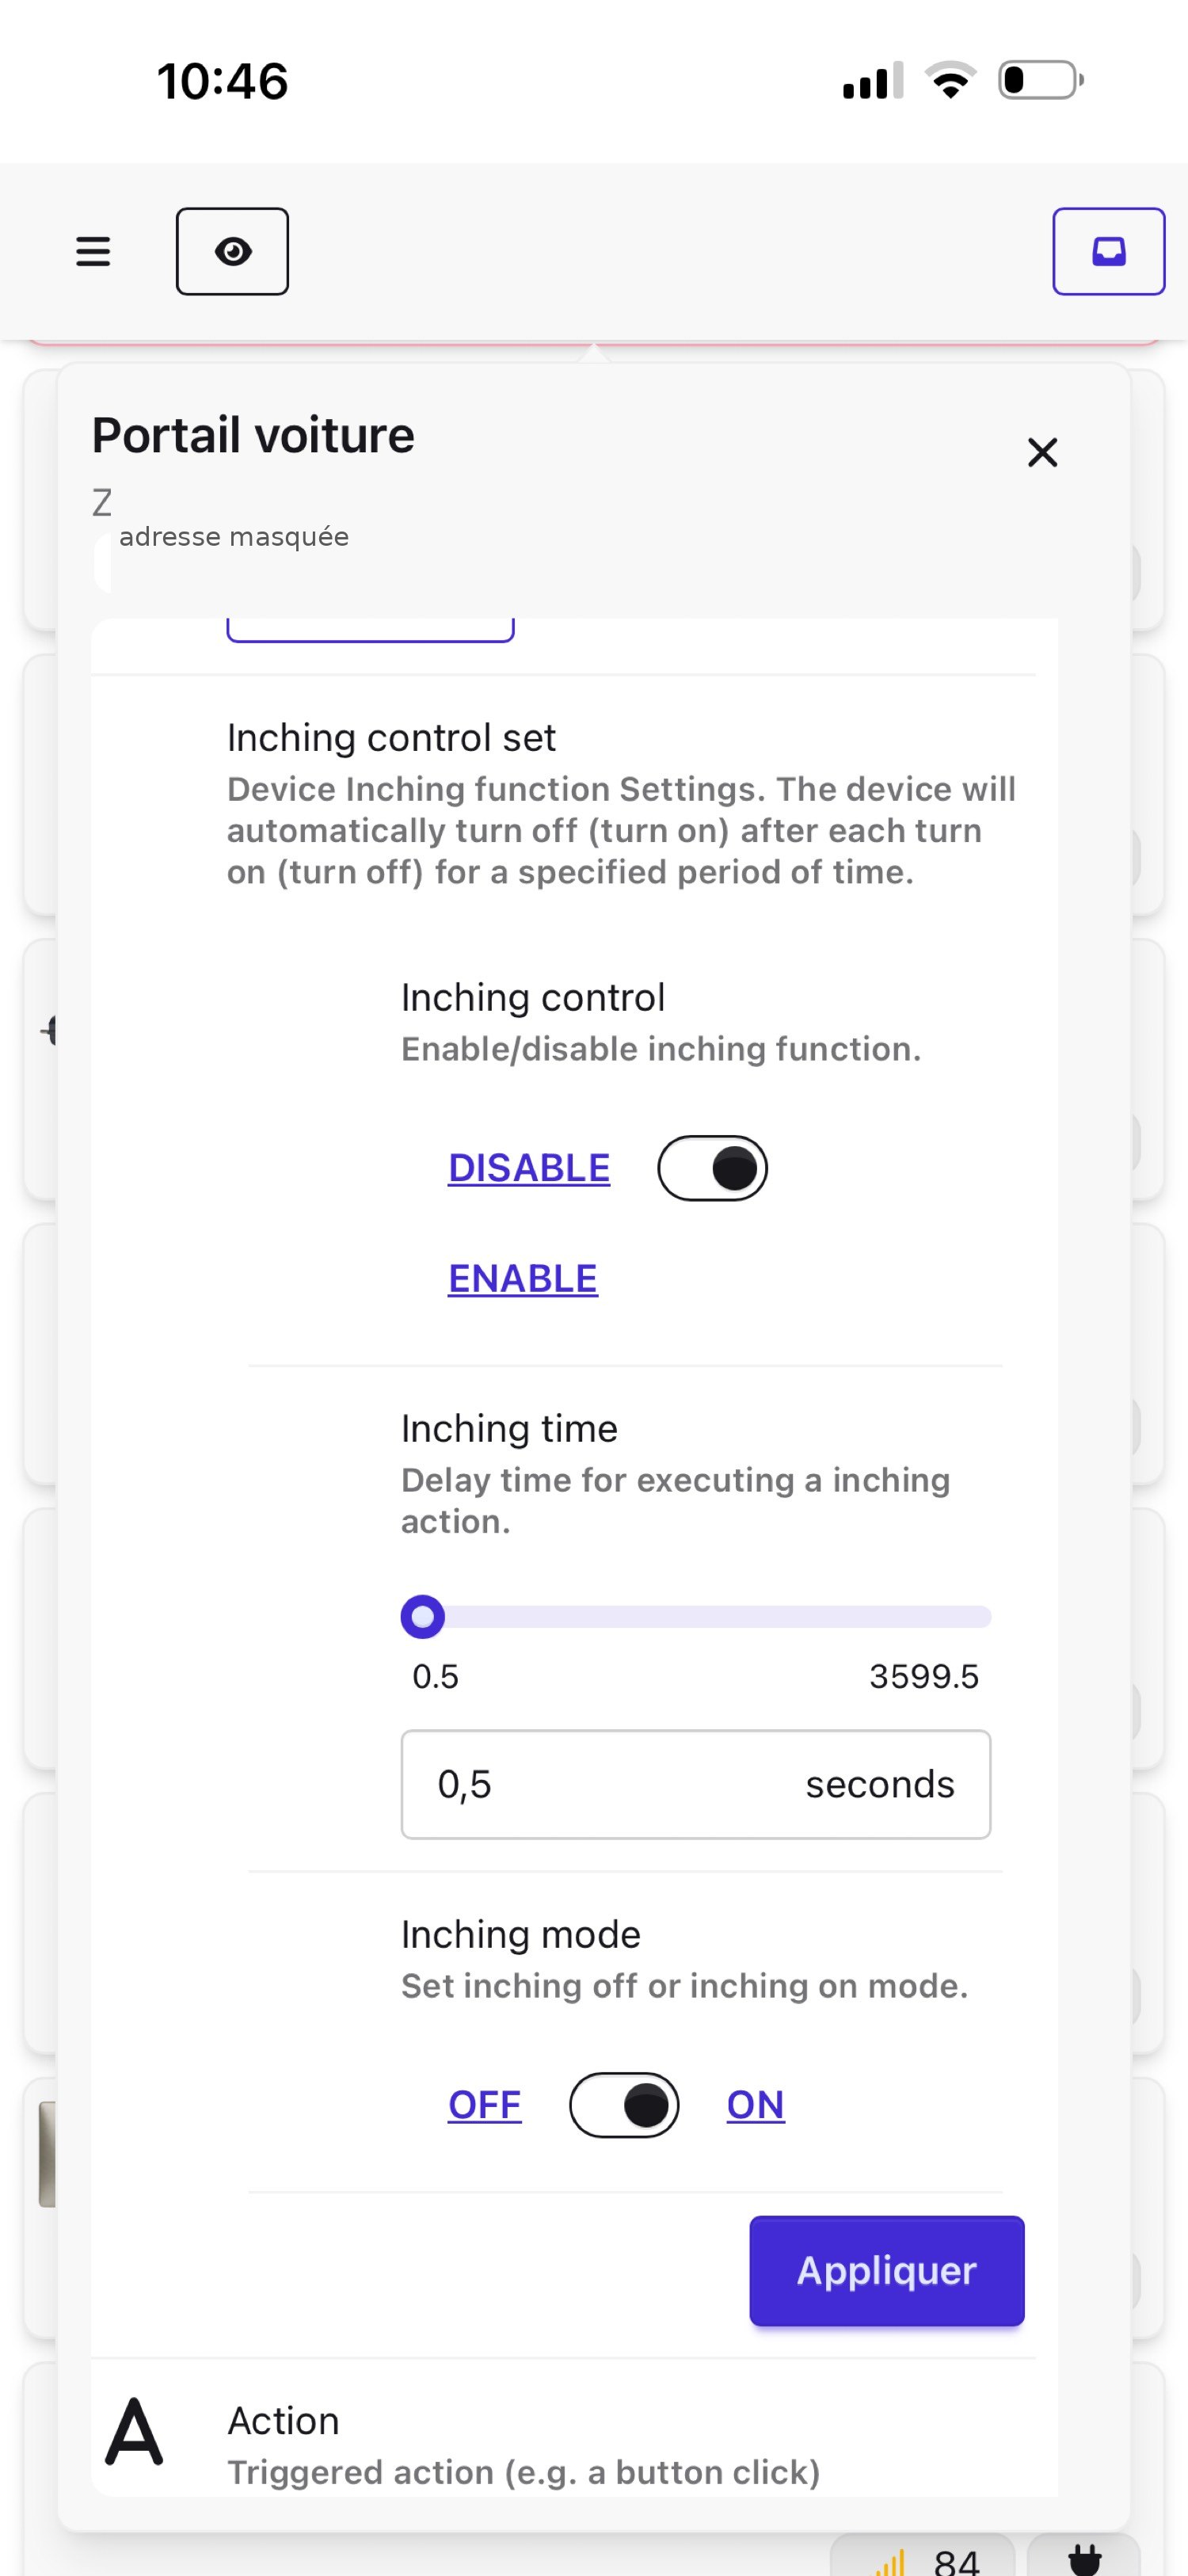 10:46
Portail voiture
Z
adresse masquée
Inching control set
Device Inching function Settings. The device will
automatically turn off (turn on) after each turn
on (turn off) for a specified period of time.
Inching control
Enable/disable inching function.
DISABLE
ENABLE
Inching time
Delay time for executing a inching
action.
0.5 3599.5
0,5 seconds
Inching mode
Set inching off or inching on mode.
OFF ON
Appliquer
A Action
Triggered action (e.g. a button click)
84